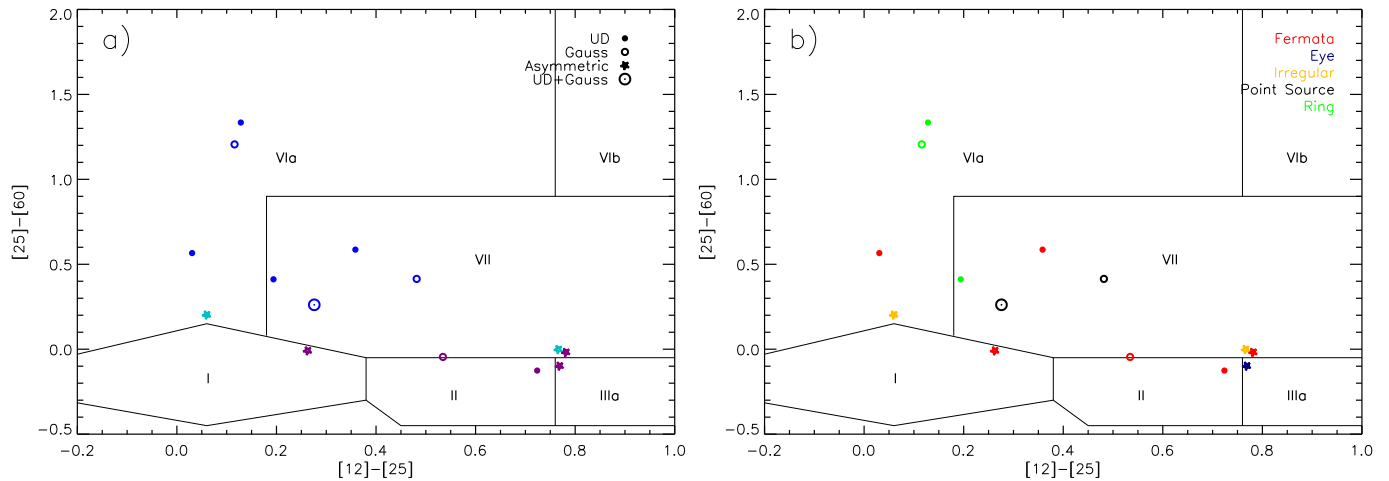 a)
UD
Gauss
Asymmetric
UD+Gauss
2.0
1.5
1.0
0.5
0.0
−0.5
[25]−[60]
VIa
VIb
VII
I
II
IIIa
−0.2
0.0
0.2
0.4
0.6
0.8
1.0
[12]−[25]
b)
Fermata
Eye
Irregular
Point Source
Ring
2.0
1.5
1.0
0.5
0.0
−0.5
[25]−[60]
VIa
VIb
VII
I
II
IIIa
−0.2
0.0
0.2
0.4
0.6
0.8
1.0
[12]−[25]